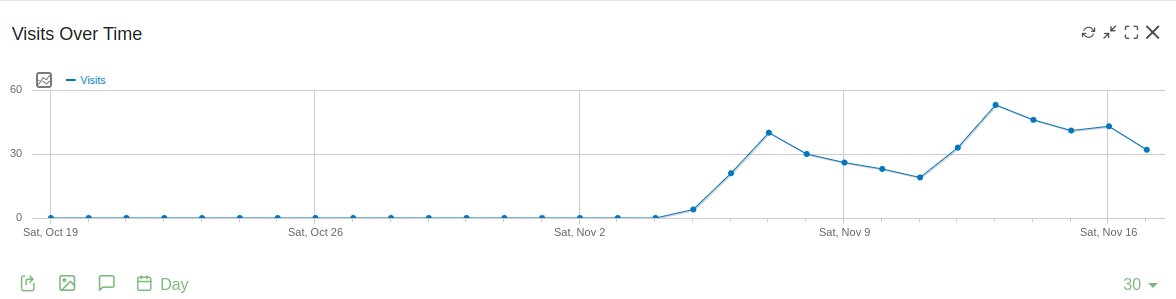 Visits Over Time
Visits
60
30
0
Sat, Oct 19 Sat, Oct 26 Sat, Nov 2 Sat, Nov 9 Sat, Nov 16
Day 30